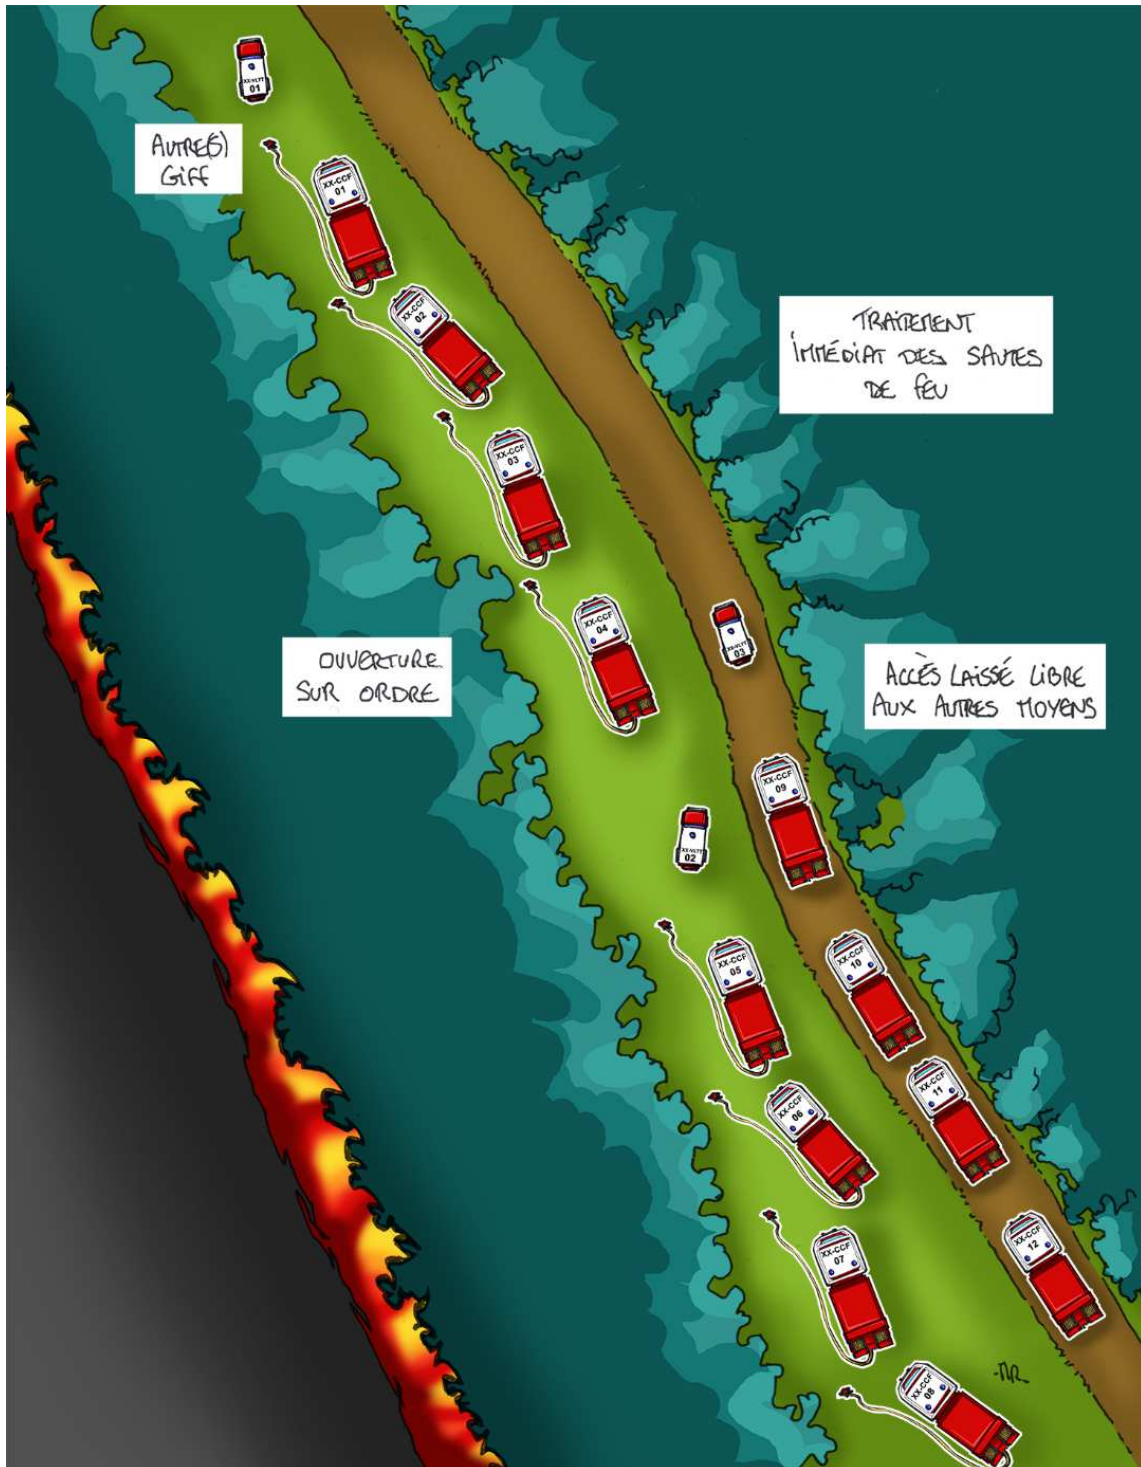 XX-VLTT
01
AUTRE(S)
GIFF
XX-CCF
01
XX-CCF
02
TRAITEMENT
IMMÉDIAT DES SAUTES
DE FEU
XX-CCF
03
XX-CCF
04
XX-VLTT
03
OUVERTURE
SUR ORDRE
ACCÈS LAISSÉ LIBRE
AUX AUTRES MOYENS
XX-CCF
09
XX-VLTT
02
XX-CCF
05
XX-CCF
10
XX-CCF
11
XX-CCF
06
XX-CCF
07
XX-CCF
12
XX-CCF
08